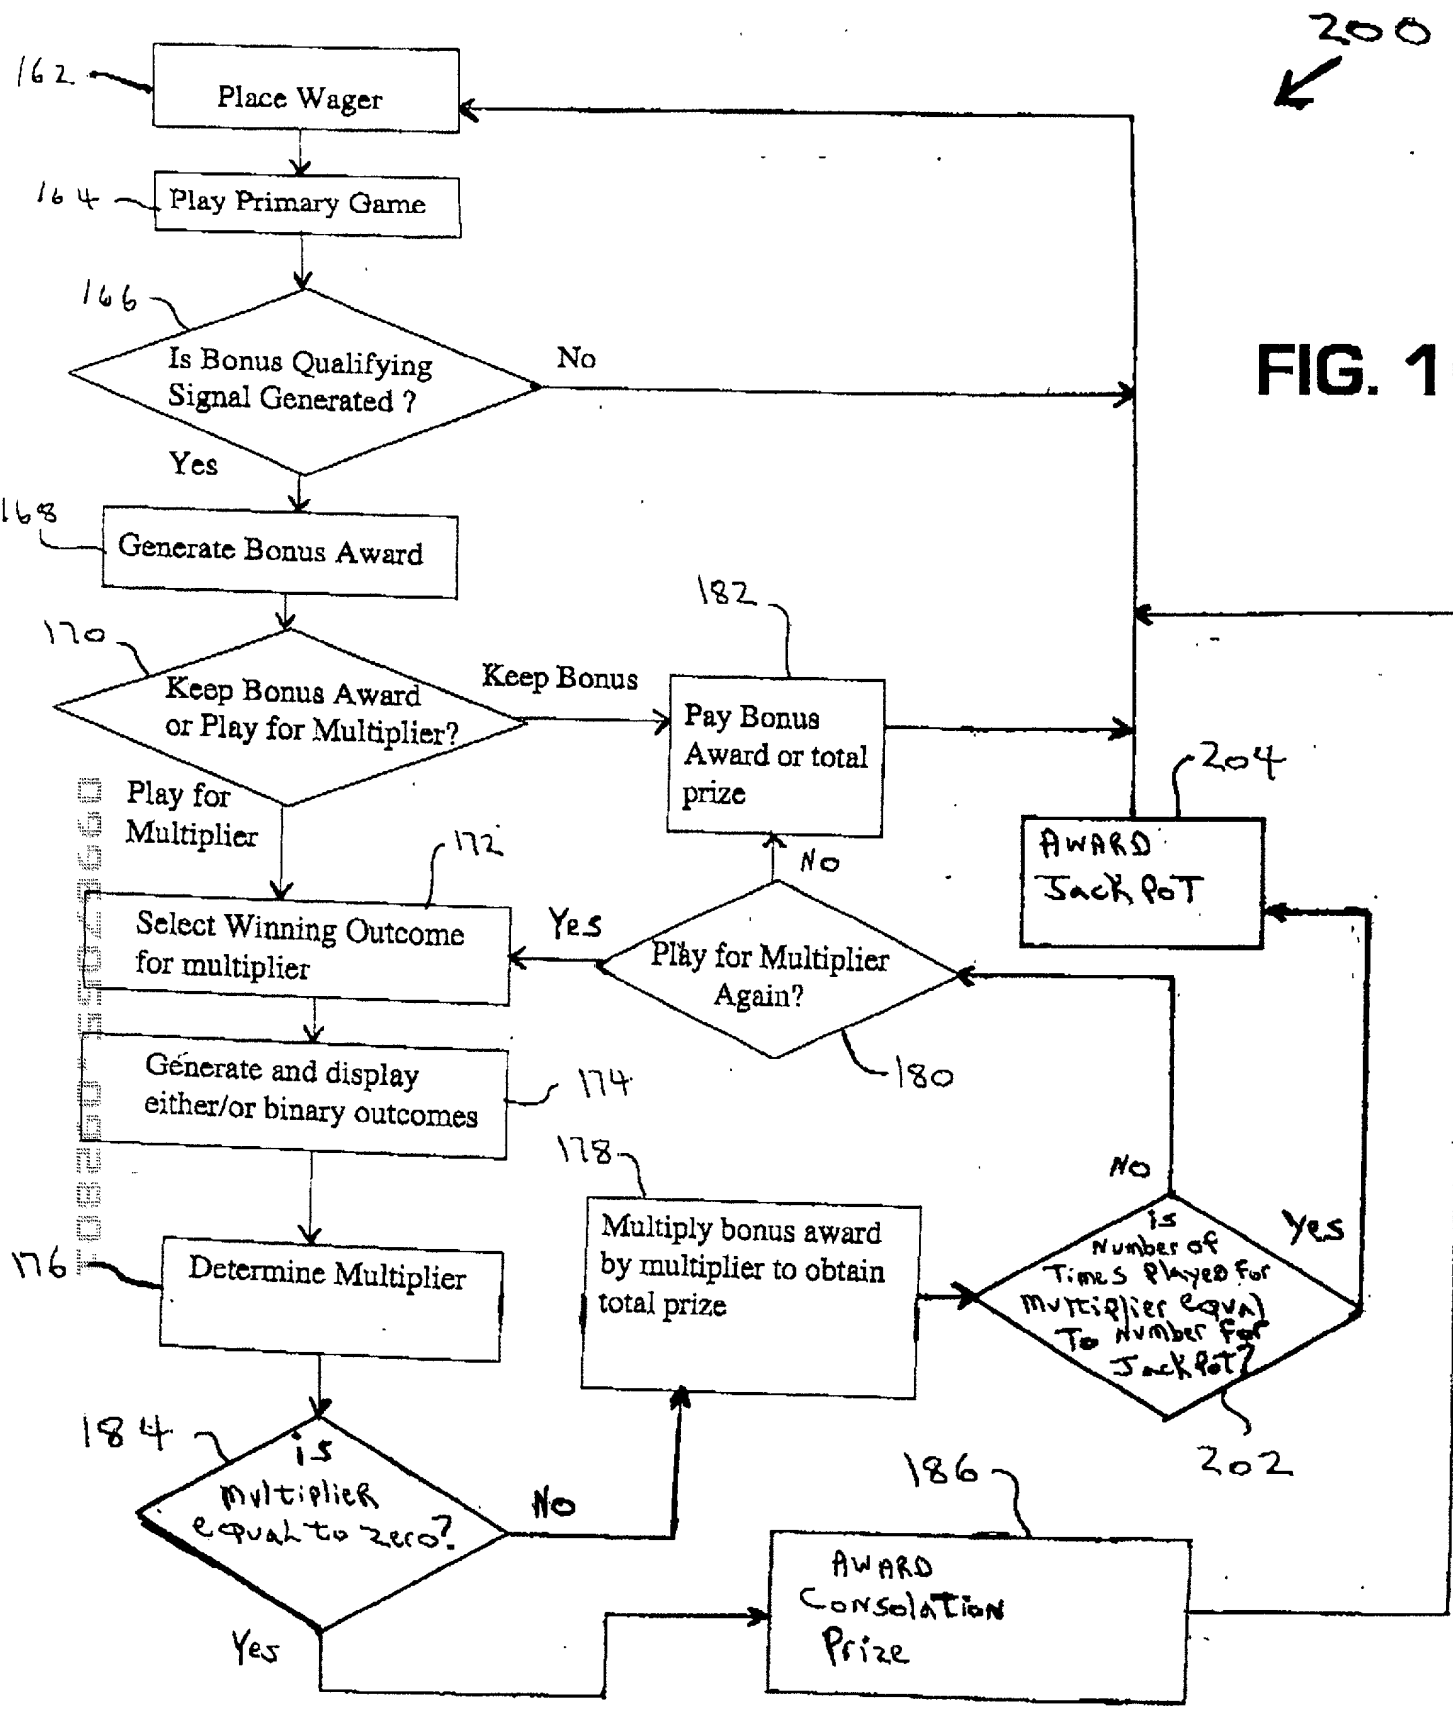 200
162
Place Wager
164
Play Primary Game
166
Is Bonus Qualifying
Signal Generated ?
No
FIG. 1
Yes
168
Generate Bonus Award
170
Keep Bonus Award
or Play for Multiplier?
Keep Bonus
182
Pay Bonus
Award or total
prize
204
AWARD
JackPot
Play for
Multiplier
172
Select Winning Outcome
for multiplier
Yes
No
Play for Multiplier
Again?
180
Generate and display
either/or binary outcomes
174
178
Multiply bonus award
by multiplier to obtain
total prize
No
Yes
is
Number of
Times Played for
Multiplier equal
To Number for
JackPot?
202
176
Determine Multiplier
184
is
Multiplier
equal to zero?
No
Yes
186
AWARD
Consolation
Prize